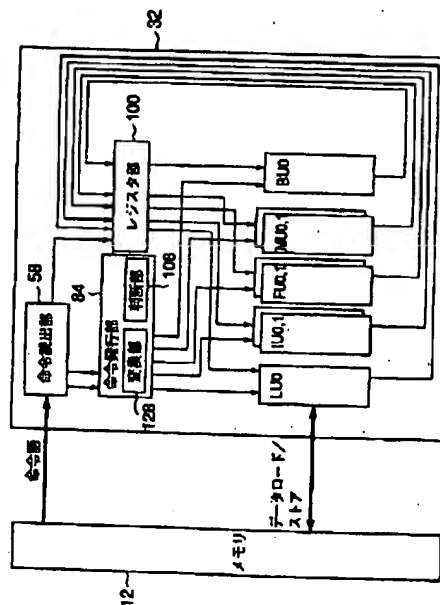 32
58
命令読出部
命令語
100
レジスタ部
84
命令発行部
判断部
108
変換部
128
BU0
MU0,1
FU0,1
IU0,1
LU0
データロード/
ストア
メモリ
12